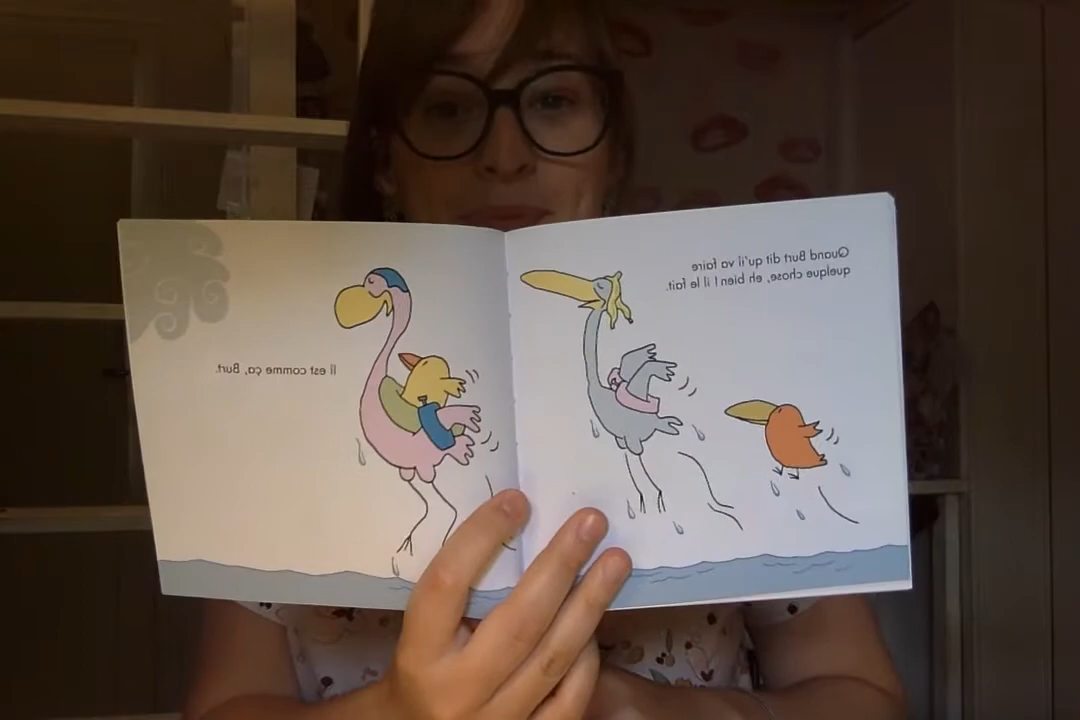 Quand Burt dit qu'il va faire
quelque chose, eh bien ! il le fait.
Il est comme ça, Burt.